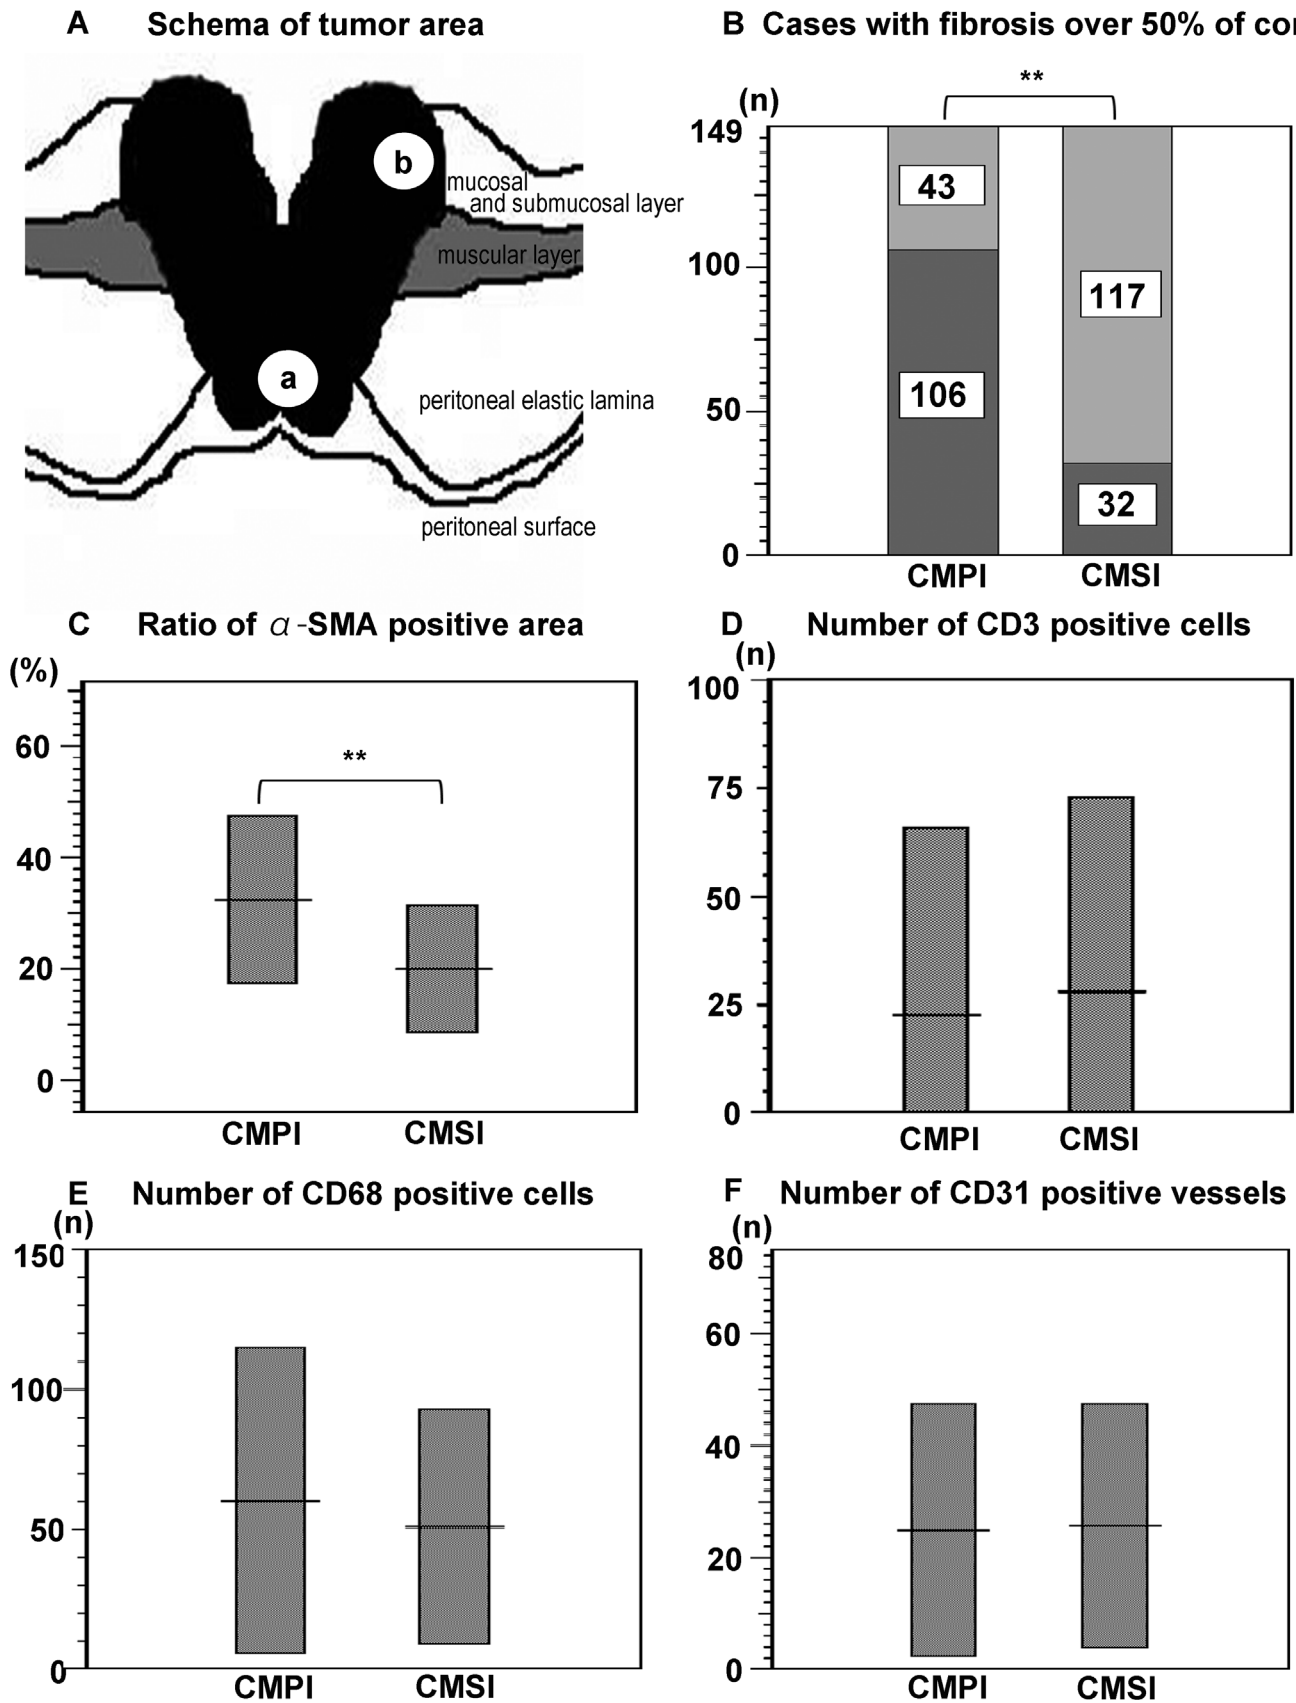 A Schema of tumor area
b
mucosal
and submucosal layer
muscular layer
a
peritoneal elastic lamina
peritoneal surface
B Cases with fibrosis over 50% of
(n)
**
149
100
50
0
43
106
117
32
CMPI CMSI
C Ratio of α-SMA positive area
(%)
**
60
40
20
0
CMPI CMSI
D Number of CD3 positive cells
(n)
100
75
50
25
0
CMPI CMSI
E Number of CD68 positive cells
(n)
150
100
50
0
CMPI CMSI
F Number of CD31 positive vessels
(n)
80
60
40
20
0
CMPI CMSI